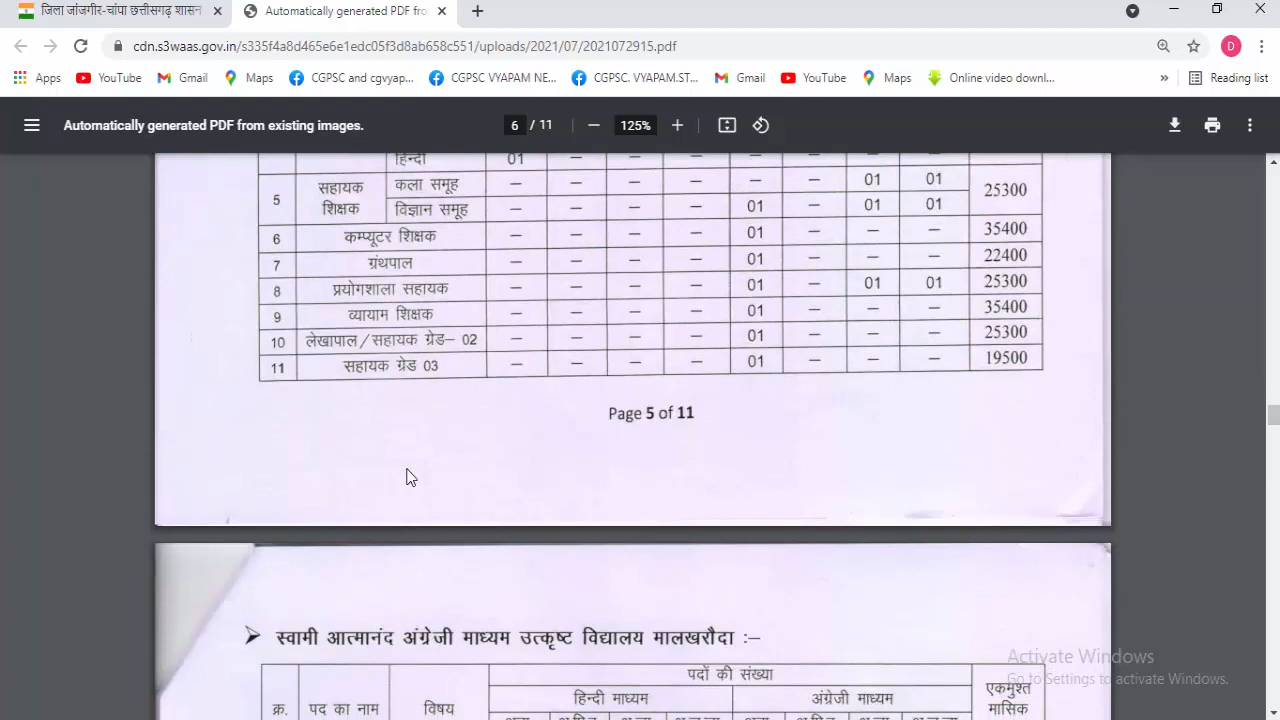 जिला जांजगीर-चांपा छत्तीसगढ़ शासन
Automatically generated PDF from
cdn.s3waas.gov.in/s335f4a8d465e6e1edc05f3d8ab658c551/uploads/2021/07/2021072915.pdf
D
Apps YouTube Gmail Maps CGPSC and cgvyap... CGPSC VYAPAM NE... CGPSC. VYAPAM.ST... Gmail YouTube Maps Online video downl... » Reading list
Automatically generated PDF from existing images. 6 / 11 — 125% +
हिन्दी 01 – – – – – – –
5 सहायक शिक्षक कला समूह – – – – – – 01 01 25300
विज्ञान समूह – – – – 01 – 01 01
6 कम्प्यूटर शिक्षक – – – – 01 – – – 35400
7 ग्रंथपाल – – – – 01 – – – 22400
8 प्रयोगशाला सहायक – – – – 01 – 01 01 25300
9 व्यायाम शिक्षक – – – – 01 – – – 35400
10 लेखापाल/सहायक ग्रेड– 02 – – – – 01 – – – 25300
11 सहायक ग्रेड 03 – – – – 01 – – – 19500
Page 5 of 11
➤ स्वामी आत्मानंद अंग्रेजी माध्यम उत्कृष्ट विद्यालय मालखरौदा :–
पदों की संख्या
हिन्दी माध्यम अंग्रेजी माध्यम एकमुश्त
क्र. पद का नाम विषय मासिक
Activate Windows
Go to Settings to activate Windows.